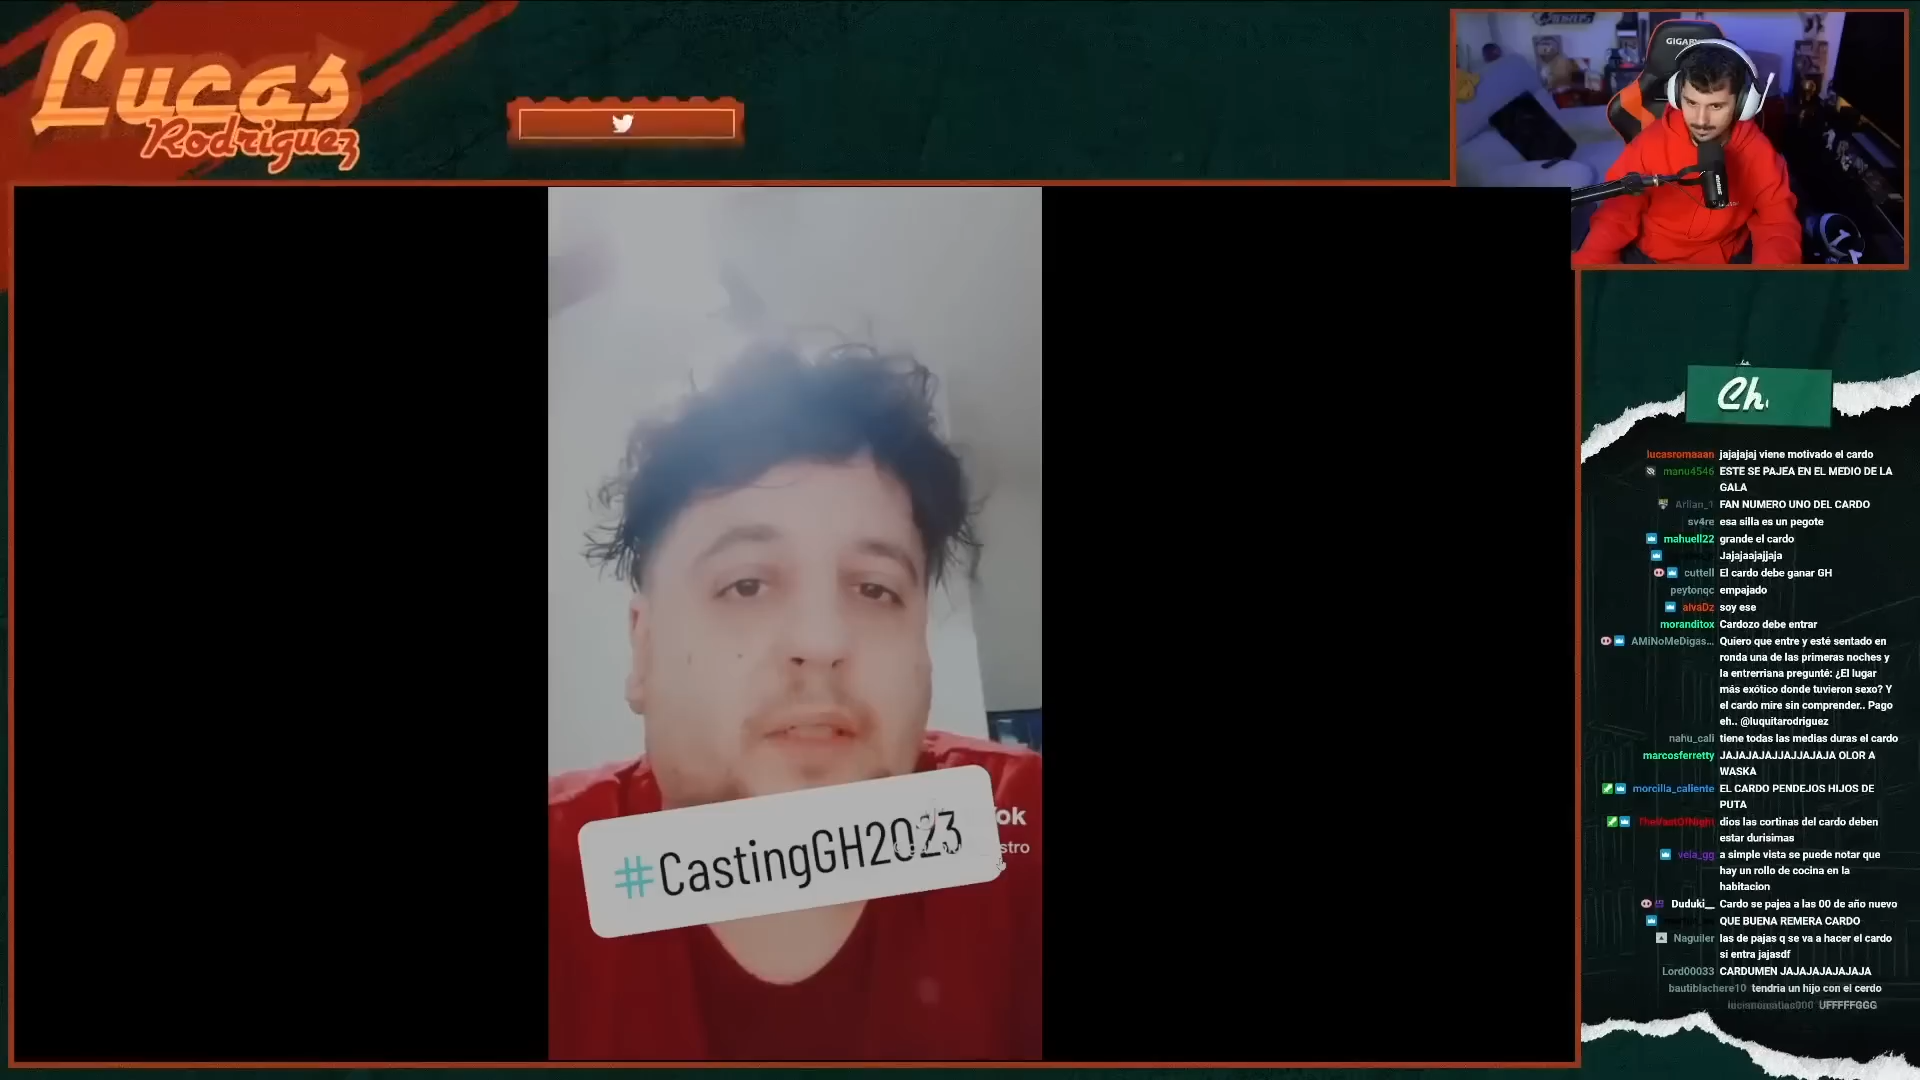 Lucas
Rodriguez
GIGAB
Ch
#CastingGH2023
stro
lucasromaaan jajajajaj viene motivado el cardo
manu4546 ESTE SE PAJEA EN EL MEDIO DE LA
GALA
Arlian_1 FAN NUMERO UNO DEL CARDO
sv4re esa silla es un pegote
mahuell22 grande el cardo
Jajajaajajjaja
cuttell El cardo debe ganar GH
peytonqc empajado
alvaDz soy ese
moranditox Cardozo debe entrar
AMiNoMeDigas... Quiero que entre y esté sentado en
ronda una de las primeras noches y
la entrerriana pregunté: ¿El lugar
más exótico donde tuvieron sexo? Y
el cardo mire sin comprender.. Pago
eh.. @luquitarodriguez
nahu_cali tiene todas las medias duras el cardo
marcosferretty JAJAJAJAJJAJJAJAJA OLOR A
WASKA
morcilla_caliente EL CARDO PENDEJOS HIJOS DE
PUTA
TheVastOfNight dios las cortinas del cardo deben
estar durisimas
veia_gg a simple vista se puede notar que
hay un rollo de cocina en la
habitacion
Duduki__ Cardo se pajea a las 00 de año nuevo
QUE BUENA REMERA CARDO
Naguiler las de pajas q se va a hacer el cardo
si entra jajasdf
Lord00033 CARDUMEN JAJAJAJAJAJAJA
bautiblachere10 tendria un hijo con el cerdo
UFFFFFGGG